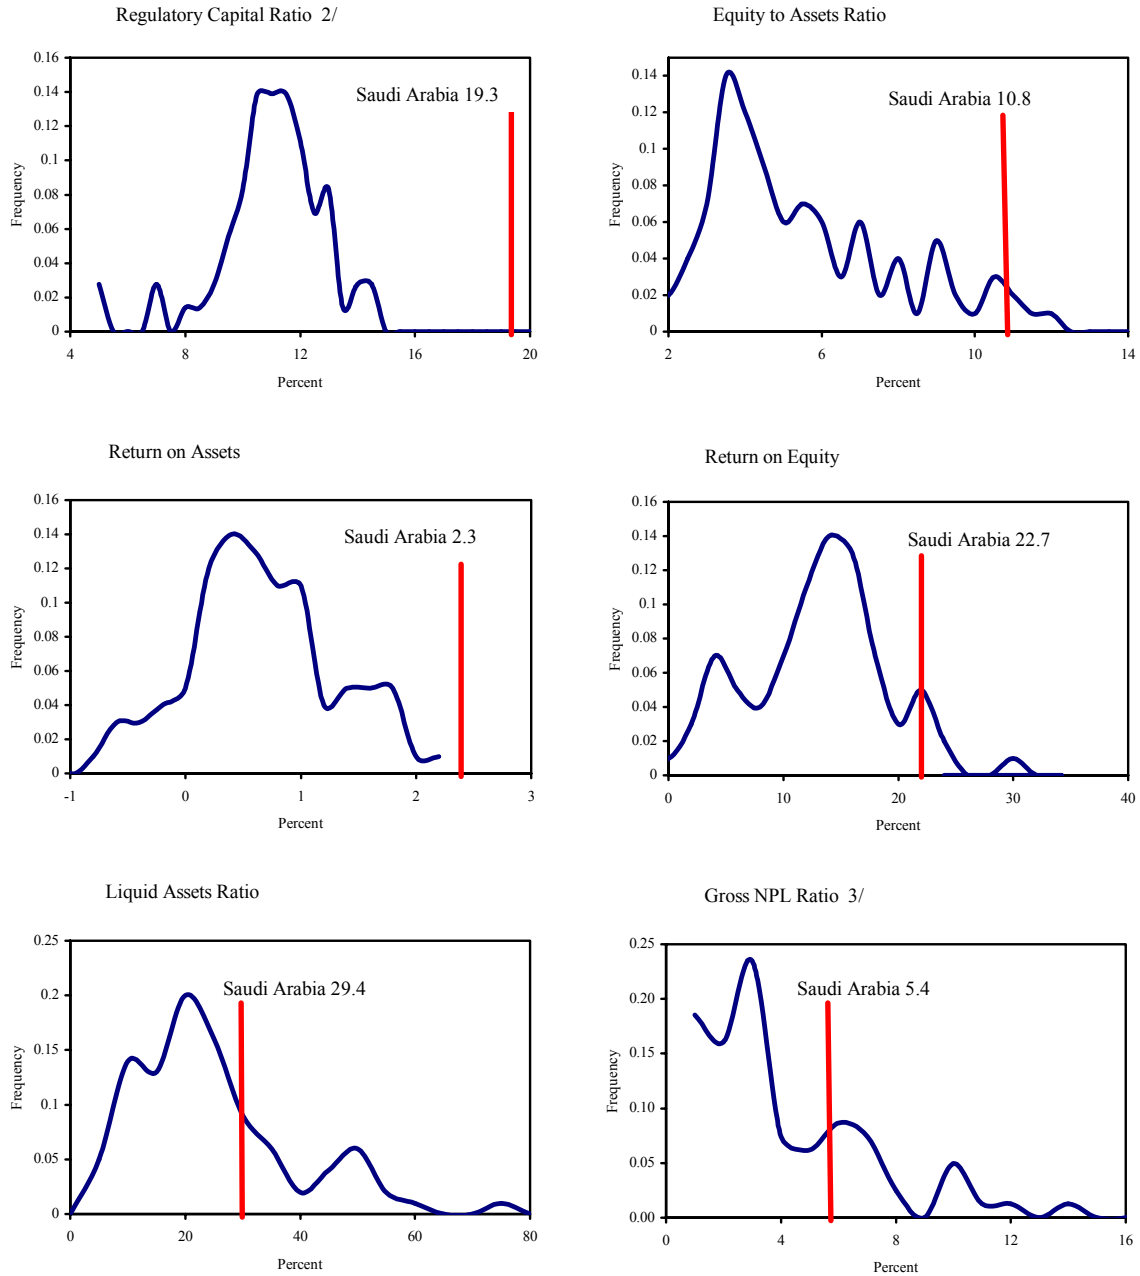 Regulatory Capital Ratio  2/
0.16
0.14
0.12
0.1
0.08
0.06
0.04
0.02
0
Frequency
Saudi Arabia 19.3
4 8 12 16 20
Percent
Equity to Assets Ratio
0.14
0.12
0.00
0.08
0.06
0.04
0.02
0
Frequency
Saudi Arabia 10.8
2 6 10 14
Percent
Return on Assets
0.16
0.14
0.12
0.1
0.08
0.06
0.04
0.02
0
Frequency
Saudi Arabia 2.3
-1 0 1 2 3
Percent
Return on Equity
0.16
0.14
0.12
0.1
0.08
0.06
0.04
0.02
0
Frequency
Saudi Arabia 22.7
0 10 20 30 40
Percent
Liquid Assets Ratio
0.25
0.2
0.15
0.1
0.05
0
Frequency
Saudi Arabia 29.4
0 20 40 60 80
Percent
Gross NPL Ratio  3/
0.25
0.20
0.15
0.10
0.05
0.00
Frequency
Saudi Arabia 5.4
0 4 8 12 16
Percent